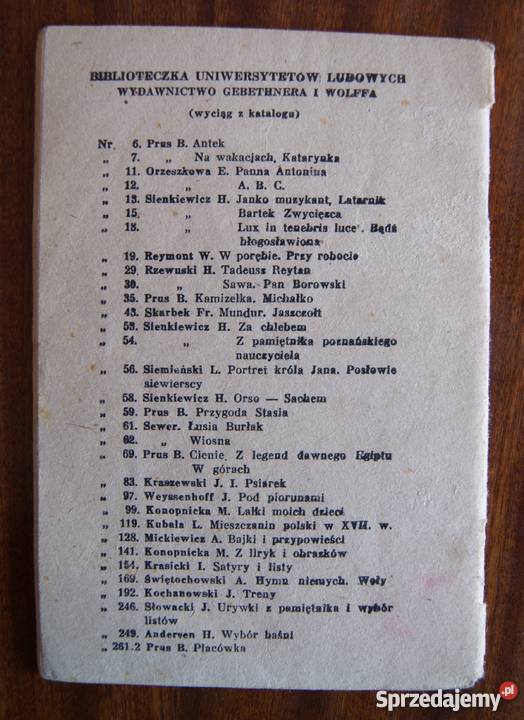 BIBLIOTECZKA UNIWERSYTETÓW LUDOWYCH
WYDAWNICTWO GEBETHNERA I WOLFFA
(wyciąg z katalogu)
Nr. 6. Prus B. Antek
„ 7. „ Na wakacjach, Katarynka
„ 11. Orzeszkowa E. Panna Antonina
„ 12. „ A. B. C.
„ 13. Sienkiewicz H. Janko muzykant, Latarnik
„ 15. „ Bartek Zwycięzca
„ 18. „ Lux in tenebris luce'. Bądź
błogosławiona
„ 19. Reymont W. W porębie. Przy robocie
„ 29. Rzewuski H. Tadeusz Reytan
„ 30. „ Sawa. Pan Borowski
„ 35. Prus B. Kamizelka. Michałko
„ 43. Skarbek Fr. Mundur. Jaszczołt
„ 53. Sienkiewicz H. Za chlebem
„ 54. „ Z pamiętnika poznańskiego
nauczyciela
„ 56. Siemieński L. Portret króla Jana. Posłowie
siewierscy
„ 58. Sienkiewicz H. Orso — Sachem
„ 59. Prus B. Przygoda Stasia
„ 61. Sewer. Łusia Burłak
„ 62. „ Wiosna
„ 69. Prus B. Cienie. Z legend dawnego Egiptu
W górach
„ 83. Kraszewski J. I. Psiarek
„ 97. Weyssenhoff J. Pod piorunami
„ 99. Konopnicka M. Lalki moich dzieci
„ 119. Kubala L. Mieszczanin polski w XVII. w.
„ 128. Mickiewicz A. Bajki i przypowieści
„ 141. Konopnicka M. Z liryk i obrazków
„ 154. Krasicki I. Satyry i listy
„ 169. Świętochowski A. Hymn niemych. Woły
„ 192. Kochanowski J. Treny
„ 246. Słowacki J. Urywki z pamiętnika i wybór
listów
„ 249. Andersen H. Wybór baśni
„ 261.2 Prus B. Placówka
Sprzedajemy.pl